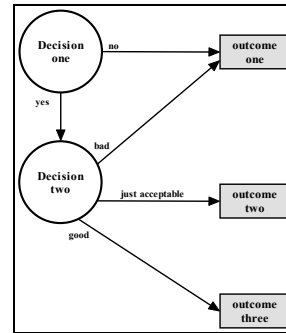 Decision
one
no
outcome
one
yes
bad
Decision
two
just acceptable
outcome
two
good
outcome
three